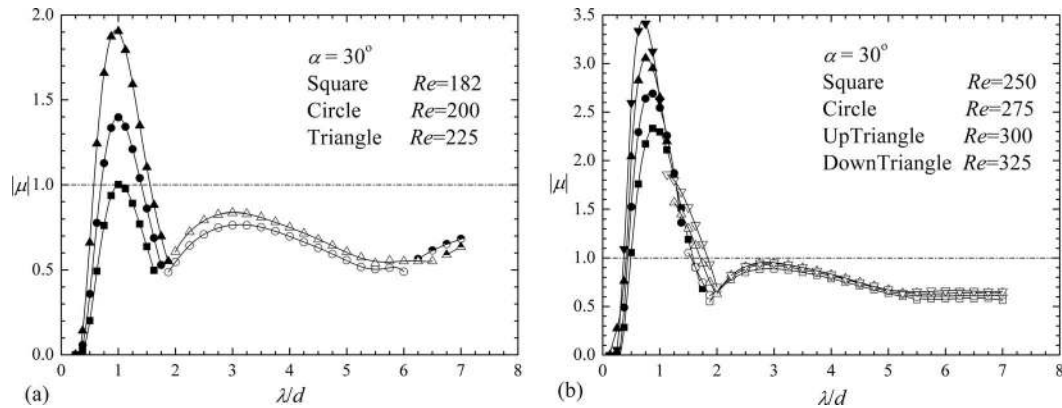 2.0
1.5
1.0
0.5
0.0
|μ|
α = 30°
Square Re=182
Circle Re=200
Triangle Re=225
0 1 2 3 4 5 6 7 8
(a) λ/d
3.5
3.0
2.5
2.0
1.5
1.0
0.5
0.0
|μ|
α = 30°
Square Re=250
Circle Re=275
UpTriangle Re=300
DownTriangle Re=325
0 1 2 3 4 5 6 7 8
(b) λ/d